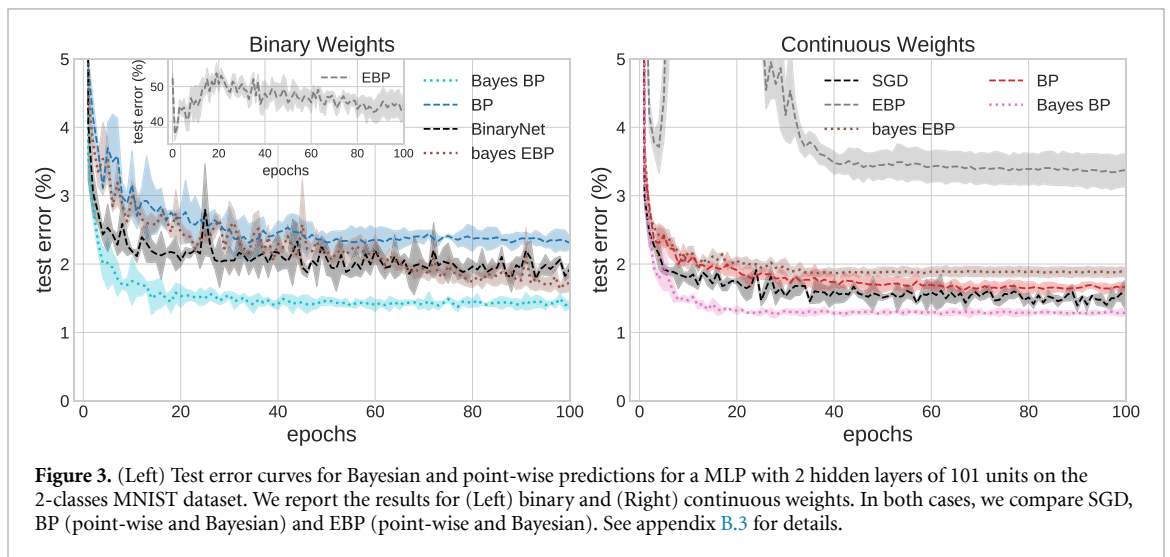 Binary Weights
5
4
3
2
1
0
test error (%)
0
20
40
60
80
100
epochs
test error (%)
50
40
0
20
40
60
80
100
epochs
EBP
Bayes BP
BP
BinaryNet
bayes EBP
Continuous Weights
5
4
3
2
1
0
test error (%)
0
20
40
60
80
100
epochs
SGD
EBP
bayes EBP
BP
Bayes BP
Figure 3. (Left) Test error curves for Bayesian and point-wise predictions for a MLP with 2 hidden layers of 101 units on the
2-classes MNIST dataset. We report the results for (Left) binary and (Right) continuous weights. In both cases, we compare SGD,
BP (point-wise and Bayesian) and EBP (point-wise and Bayesian). See appendix B.3 for details.